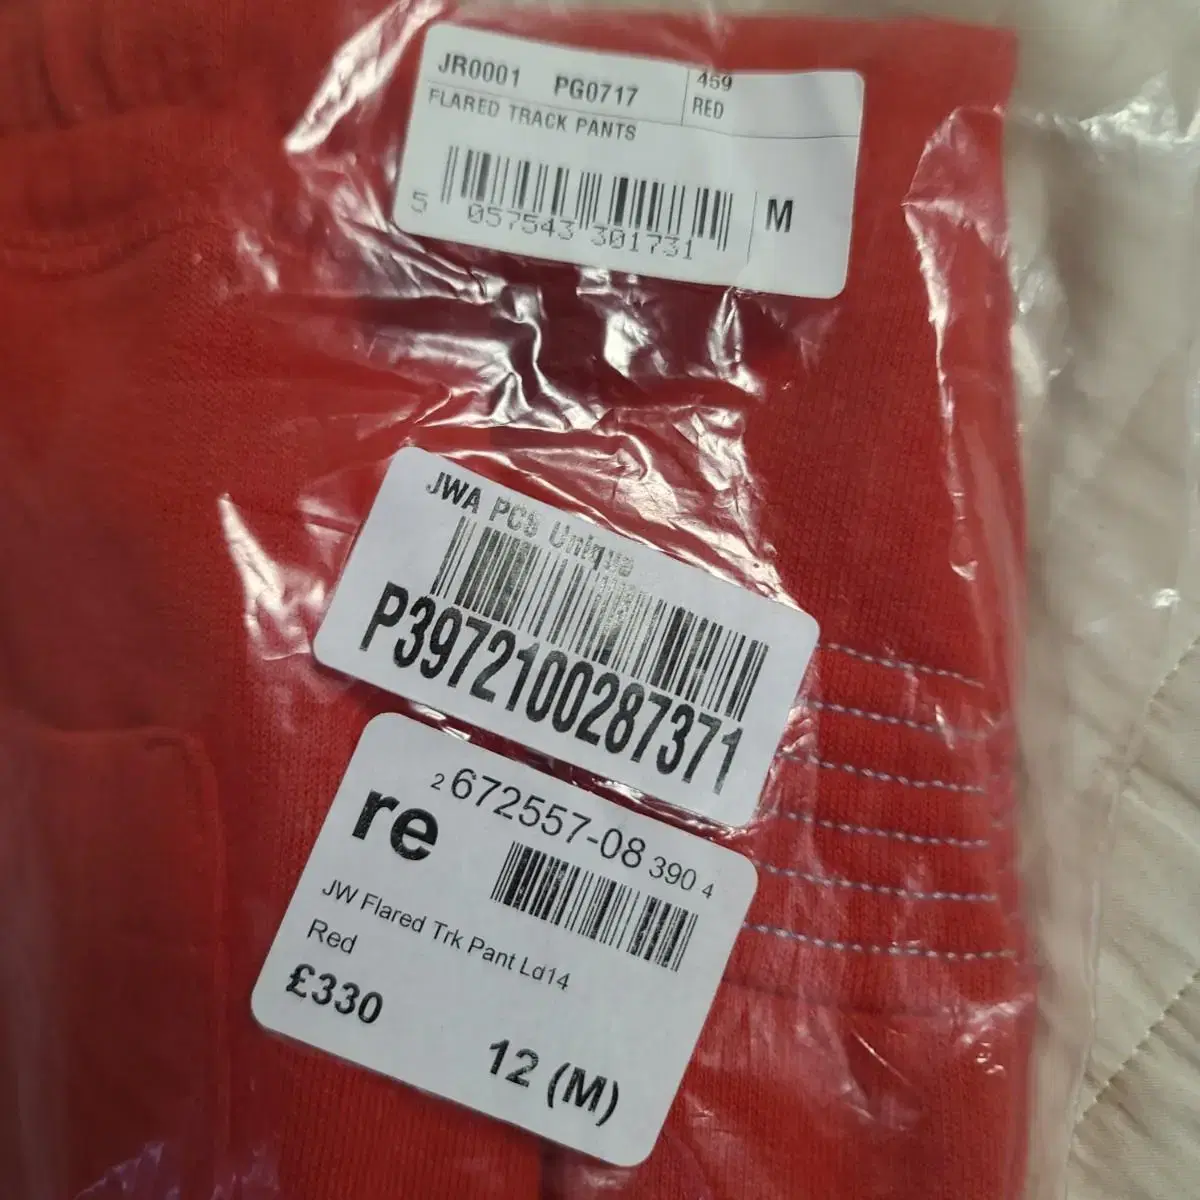 JR0001 PG0717
459
RED
FLARED TRACK PANTS
M
5 057543 301731
JWA PCS Unique
P3972100287371
2 672557-08 390 4
re
JW Flared Trk Pant Ld14
Red
£330
12 (M)